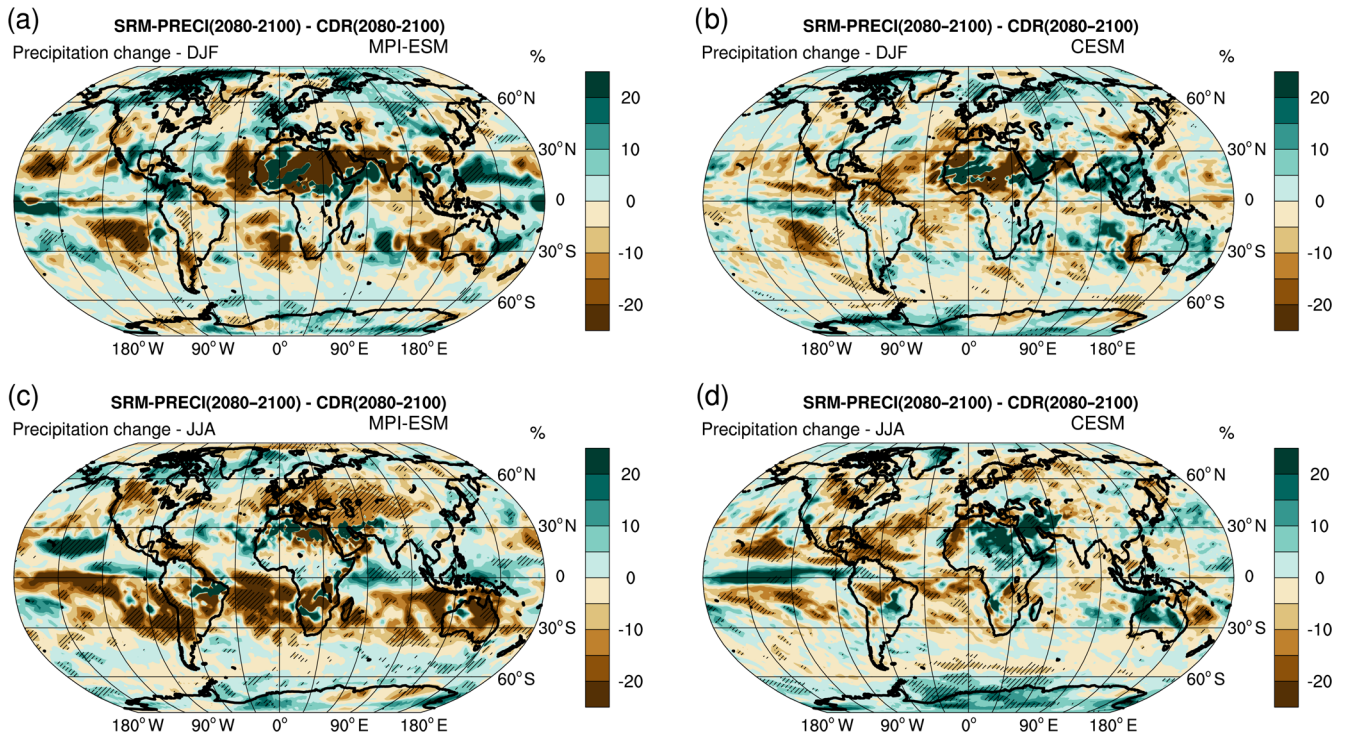 (a)
SRM-PRECI(2080-2100) - CDR(2080-2100)
Precipitation change - DJF
MPI-ESM
%
60°N
30°N
0
30°S
60°S
180°W 90°W 0° 90°E 180°E
20
10
0
-10
-20
(b)
SRM-PRECI(2080-2100) - CDR(2080-2100)
Precipitation change - DJF
CESM
%
60°N
30°N
0
30°S
60°S
180°W 90°W 0° 90°E 180°E
20
10
0
-10
-20
(c)
SRM-PRECI(2080–2100) - CDR(2080–2100)
Precipitation change - JJA
MPI-ESM
%
60°N
30°N
0
30°S
60°S
180°W 90°W 0° 90°E 180°E
20
10
0
-10
-20
(d)
SRM-PRECI(2080–2100) - CDR(2080–2100)
Precipitation change - JJA
CESM
%
60°N
30°N
0
30°S
60°S
180°W 90°W 0° 90°E 180°E
20
10
0
-10
-20